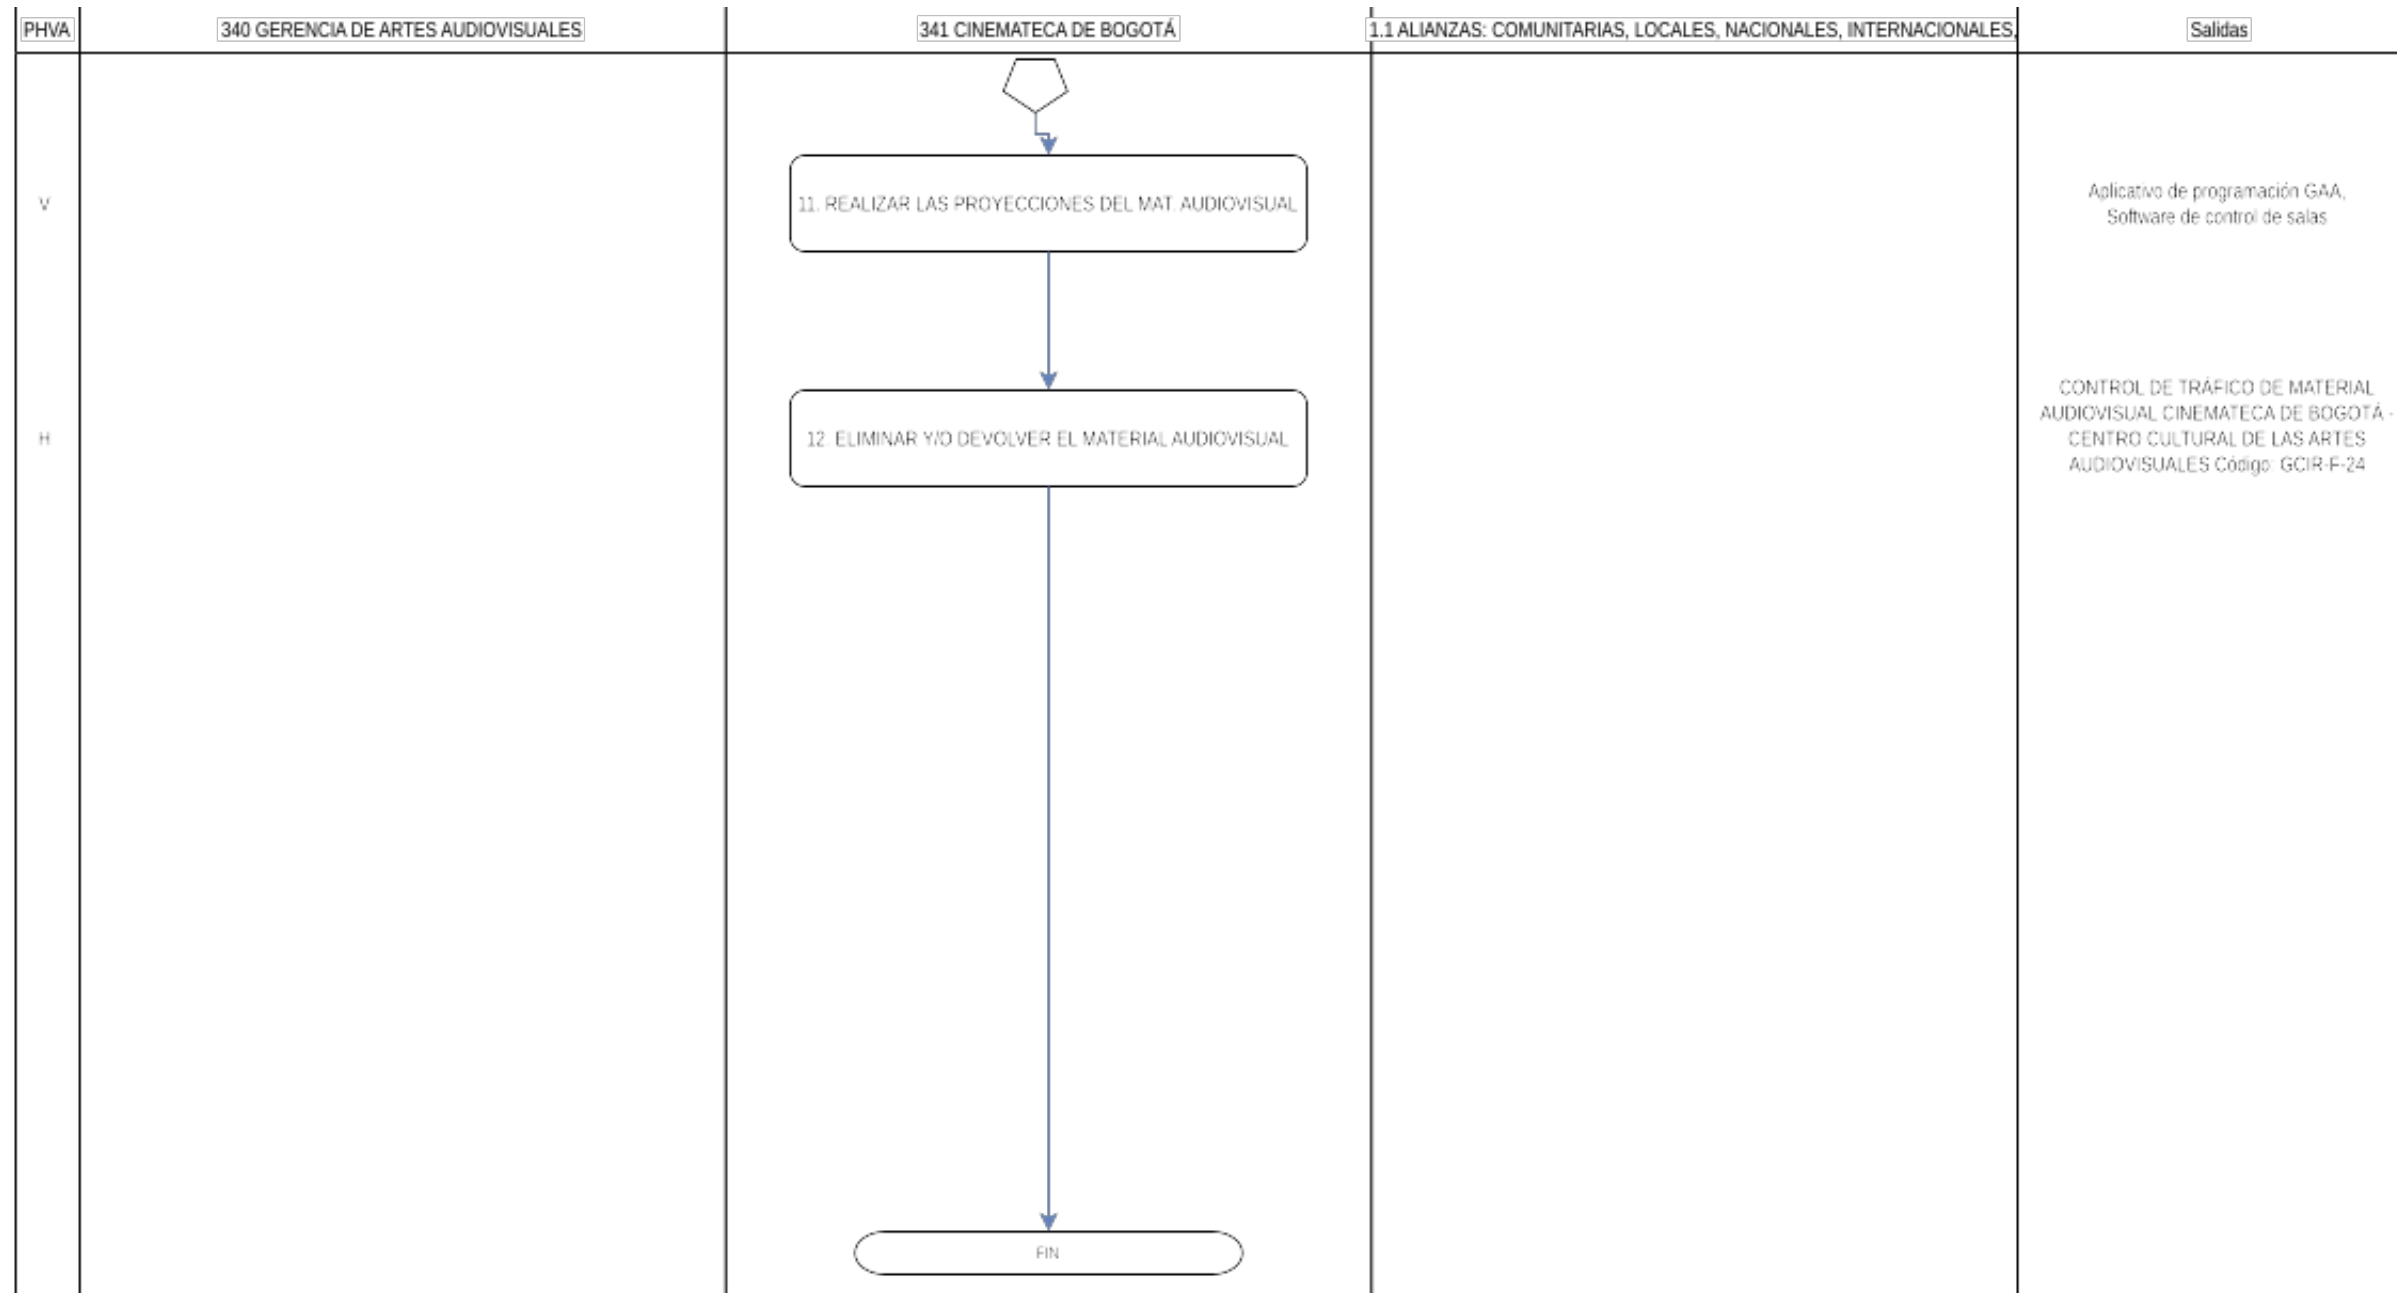 PHVA
340 GERENCIA DE ARTES AUDIOVISUALES
341 CINEMATECA DE BOGOTÁ
1.1 ALIANZAS: COMUNITARIAS, LOCALES, NACIONALES, INTERNACIONALES,
Salidas
V
11. REALIZAR LAS PROYECCIONES DEL MAT. AUDIOVISUAL
Aplicativo de programación GAA,
Software de control de salas
H
12. ELIMINAR Y/O DEVOLVER EL MATERIAL AUDIOVISUAL
CONTROL DE TRÁFICO DE MATERIAL
AUDIOVISUAL CINEMATECA DE BOGOTÁ -
CENTRO CULTURAL DE LAS ARTES
AUDIOVISUALES Código: GCIR-F-24
FIN